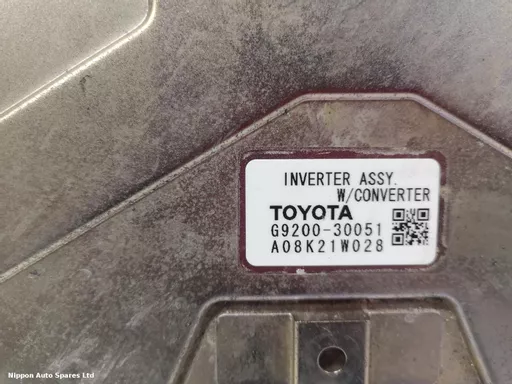 INVERTER ASSY.
W/CONVERTER
TOYOTA
G9200-30051
A08K21W028
Nippon Auto Spares Ltd